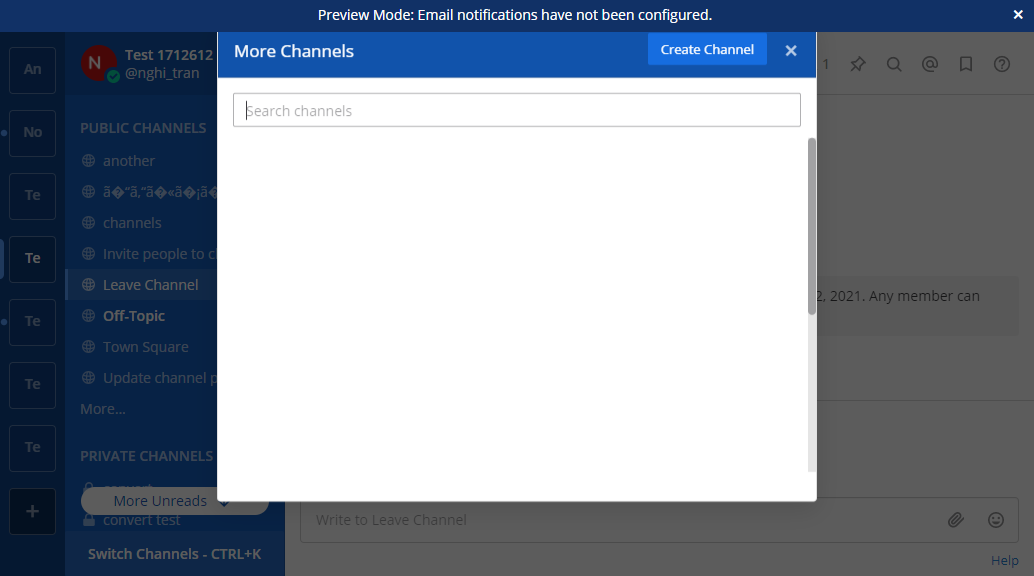 Preview Mode: Email notifications have not been configured.
More Channels
Create Channel
Search channels
An
No
Te
Te
Te
Te
Te
N
Test 1712612
@nghi_tran
1
PUBLIC CHANNELS
another
channels
Invite people to
Leave Channel
Off-Topic
Town Square
Update channel
More...
PRIVATE CHANNELS
convert
More Unreads
convert test
Switch Channels - CTRL+K
2, 2021. Any member can
Write to Leave Channel
Help